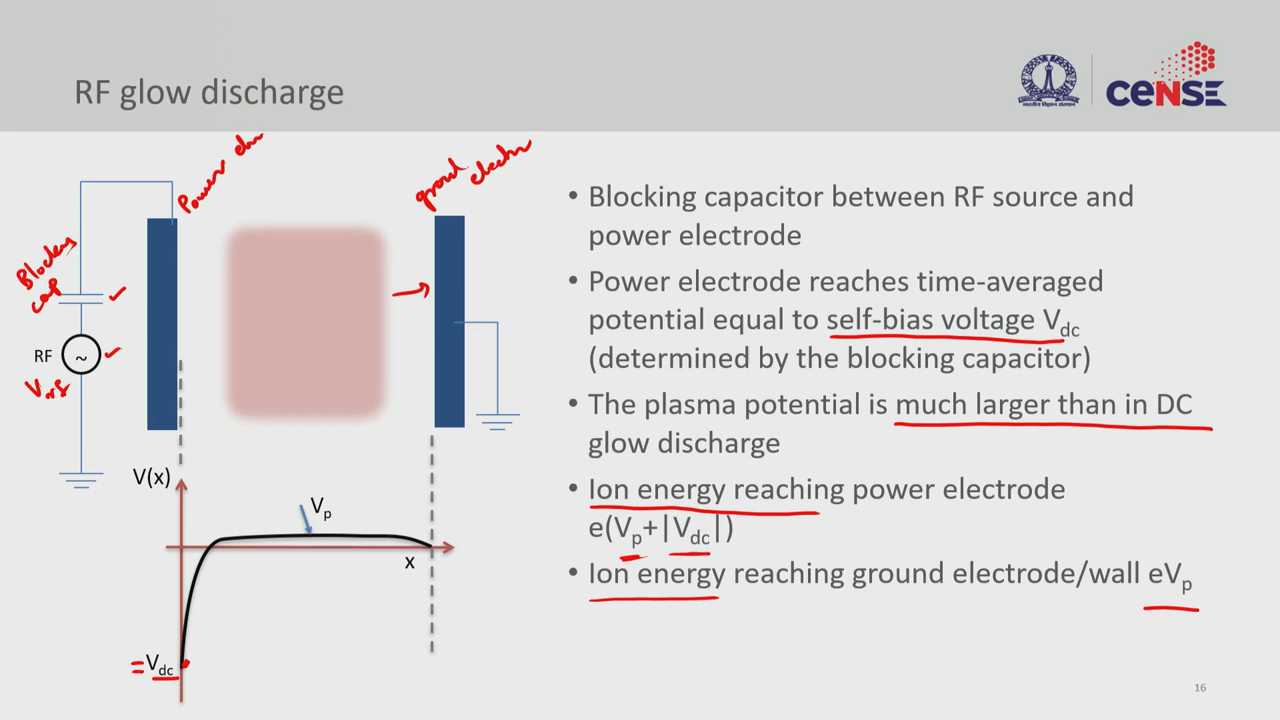 RF glow discharge
भारतीय विज्ञान संस्थान
ceNSE
Power
ground
Blocking
cap
RF
~
Vrf
V(x)
Vp
x
=Vdc
• Blocking capacitor between RF source and
power electrode
• Power electrode reaches time-averaged
potential equal to self-bias voltage Vdc
(determined by the blocking capacitor)
• The plasma potential is much larger than in DC
glow discharge
• Ion energy reaching power electrode
e(Vp+|Vdc|)
• Ion energy reaching ground electrode/wall eVp
16